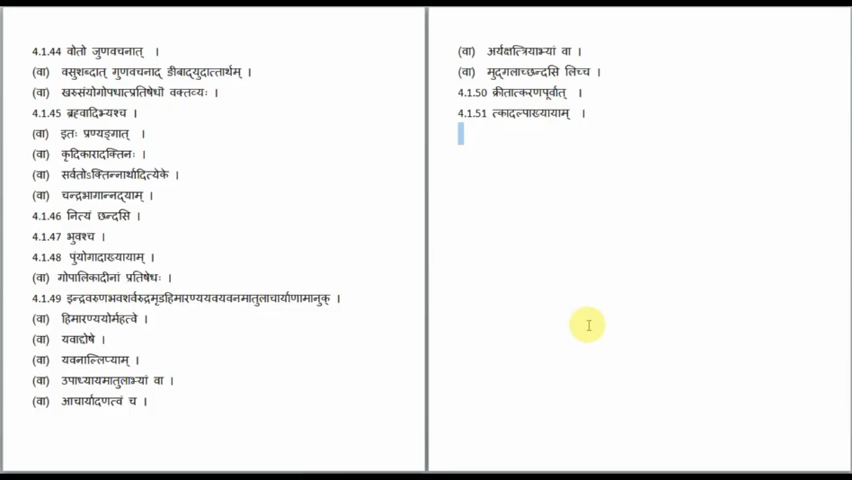 4.1.44 वोतो जुणवचनात् ।
(वा) वसुशब्दात् गुणवचनाद् डीबाद्युदात्तार्थम् ।
(वा) खरुसंयोगोपधात्प्रतिषेधॊ वक्तव्यः ।
4.1.45 ब्रह्वादिभ्यश्च ।
(वा) इतः प्रण्यङ्गात् ।
(वा) कृदिकारादक्तिनः ।
(वा) सर्वतोऽक्तिन्नार्थादित्येके ।
(वा) चन्द्रभागान्नद्याम् ।
4.1.46 नित्यं छन्दसि ।
4.1.47 भुवश्च ।
4.1.48 पुंयोगादाख्यायाम् ।
(वा) गोपालिकादीनां प्रतिषेधः ।
4.1.49 इन्द्रवरुणभवशर्वरुद्रमृडहिमारण्ययवयवनमातुलाचार्याणामानुक् ।
(वा) हिमारण्ययोर्महत्वे ।
(वा) यवाद्दोषे ।
(वा) यवनाल्लिप्याम् ।
(वा) उपाध्यायमातुलाभ्यां वा ।
(वा) आचार्यादणत्वं च ।
(वा) अर्यक्षत्रियाभ्यां वा ।
(वा) मुद्गलाच्छन्दसि लिच्च ।
4.1.50 क्रीतात्करणपूर्वात् ।
4.1.51 त्कादल्पाख्यायाम् ।